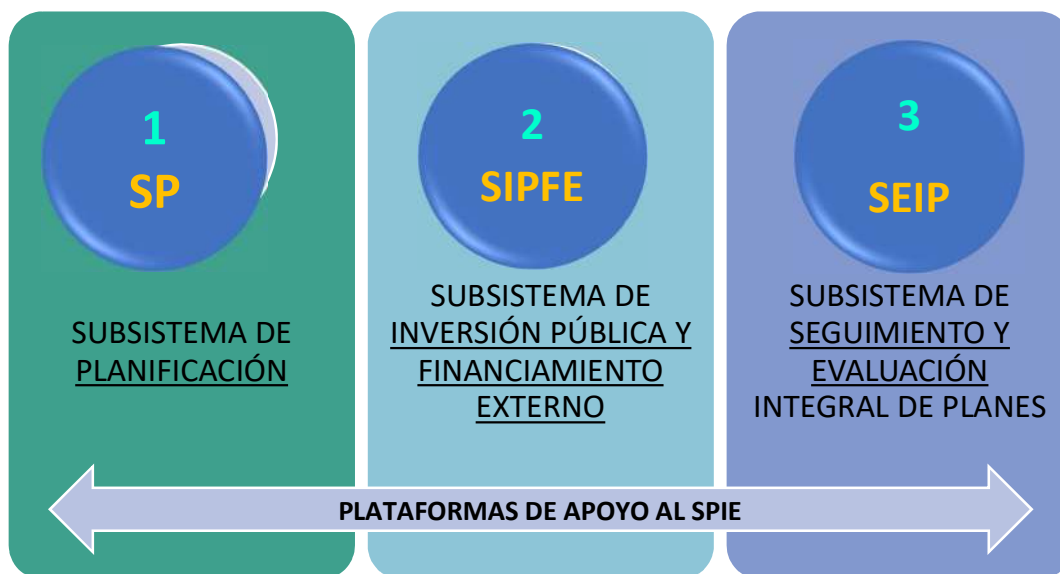 1
SP
SUBSISTEMA DE
PLANIFICACIÓN
2
SIPFE
SUBSISTEMA DE
INVERSIÓN PÚBLICA Y
FINANCIAMIENTO
EXTERNO
3
SEIP
SUBSISTEMA DE
SEGUIMIENTO Y
EVALUACIÓN
INTEGRAL DE PLANES
PLATAFORMAS DE APOYO AL SPIE